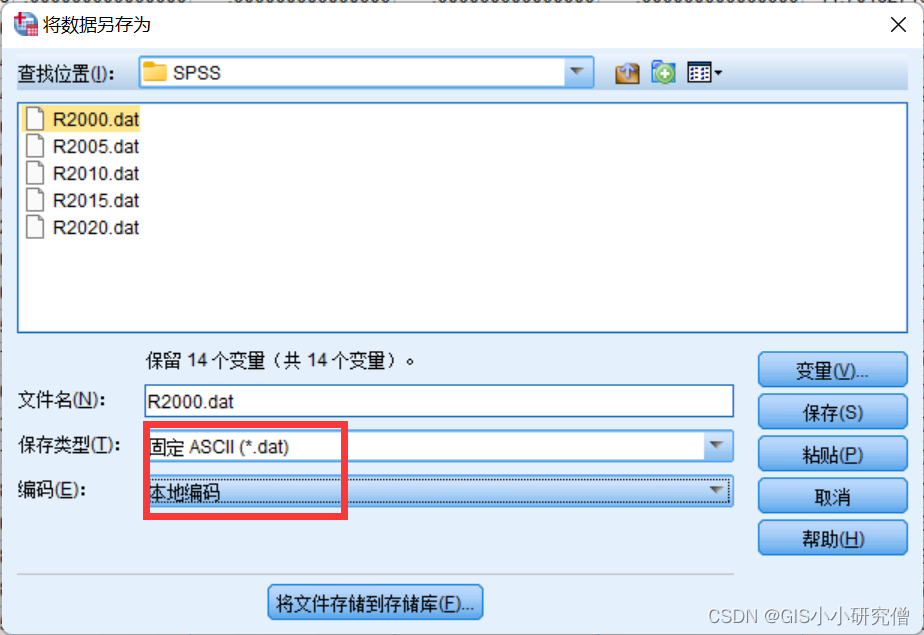 将数据另存为
查找位置(I):
SPSS
R2000.dat
R2005.dat
R2010.dat
R2015.dat
R2020.dat
保留 14 个变量（共 14 个变量）。
文件名(N):
R2000.dat
保存类型(T):
固定 ASCII (*.dat)
编码(E):
本地编码
变量(V)...
保存(S)
粘贴(P)
取消
帮助(H)
将文件存储到存储库(F)...
CSDN @GIS小小研究僧